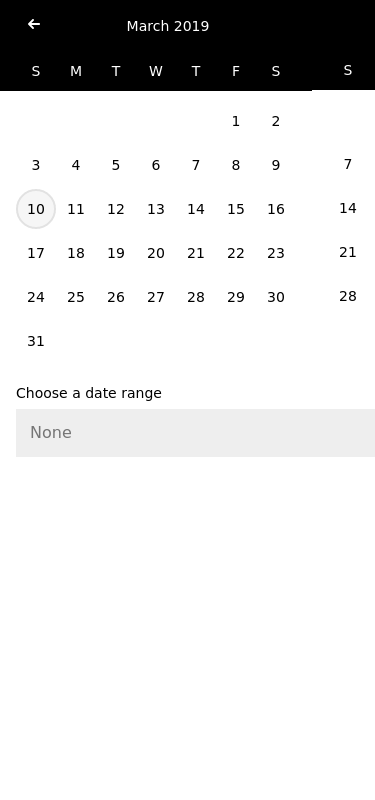 March 2019
S M T W T F S S
1 2
3 4 5 6 7 8 9 7
10 11 12 13 14 15 16 14
17 18 19 20 21 22 23 21
24 25 26 27 28 29 30 28
31
Choose a date range
None